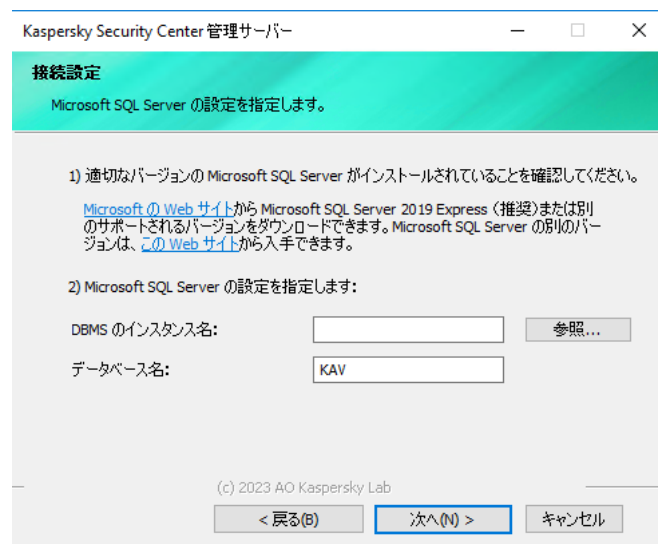 Kaspersky Security Center 管理サーバー
接続設定
Microsoft SQL Server の設定を指定します。
1) 適切なバージョンの Microsoft SQL Server がインストールされていることを確認してください。
Microsoft の Web サイトから Microsoft SQL Server 2019 Express （推奨）または別
のサポートされるバージョンをダウンロードできます。Microsoft SQL Server の別のバー
ジョンは、この Web サイトから入手できます。
2) Microsoft SQL Server の設定を指定します:
DBMS のインスタンス名:
参照...
データベース名:
KAV
(c) 2023 AO Kaspersky Lab
< 戻る(B)
次へ(N) >
キャンセル